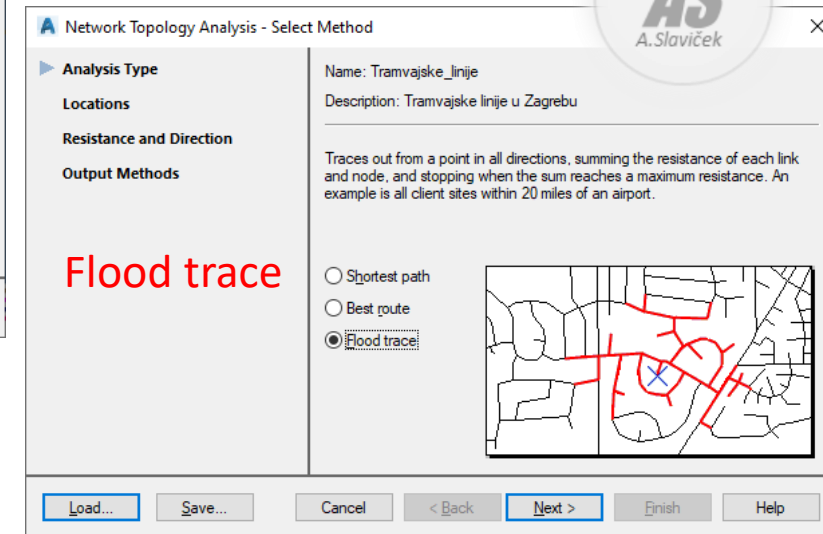 AS
A.Slaviček
Network Topology Analysis - Select Method
Analysis Type
Locations
Resistance and Direction
Output Methods
Flood trace
Name: Tramvajske_linije
Description: Tramvajske linije u Zagrebu
Traces out from a point in all directions, summing the resistance of each link
and node, and stopping when the sum reaches a maximum resistance. An
example is all client sites within 20 miles of an airport.
Shortest path
Best route
Flood trace
Load... Save... Cancel < Back Next > Finish Help